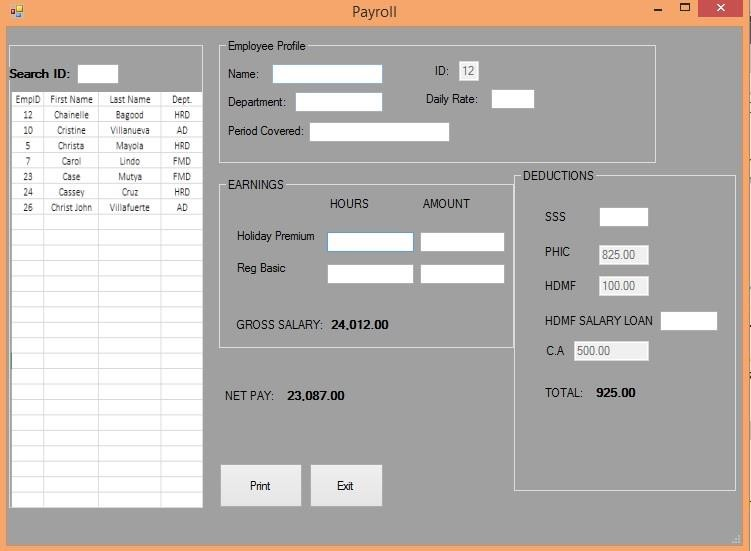 Payroll
Search ID:
EmpID First Name Last Name Dept.
12 Chainelle Bagood HRD
10 Cristine Villanueva AD
5 Christa Mayola HRD
7 Carol Lindo FMD
23 Case Mutya FMD
24 Cassey Cruz HRD
26 Christ John Villafuerte AD
Employee Profile
Name:
ID: 12
Department:
Daily Rate:
Period Covered:
EARNINGS
HOURS AMOUNT
Holiday Premium
Reg Basic
GROSS SALARY: 24,012.00
DEDUCTIONS
SSS
PHIC 825.00
HDMF 100.00
HDMF SALARY LOAN
C.A 500.00
TOTAL: 925.00
NET PAY: 23,087.00
Print Exit